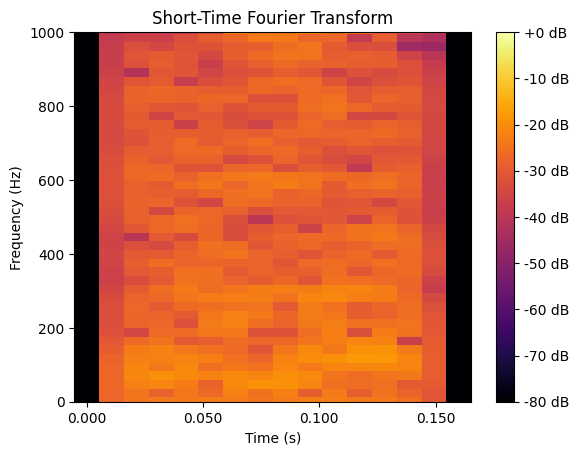 Short-Time Fourier Transform
Frequency (Hz)
1000
800
600
400
200
0
0.000
0.050
0.100
0.150
Time (s)
+0 dB
-10 dB
-20 dB
-30 dB
-40 dB
-50 dB
-60 dB
-70 dB
-80 dB